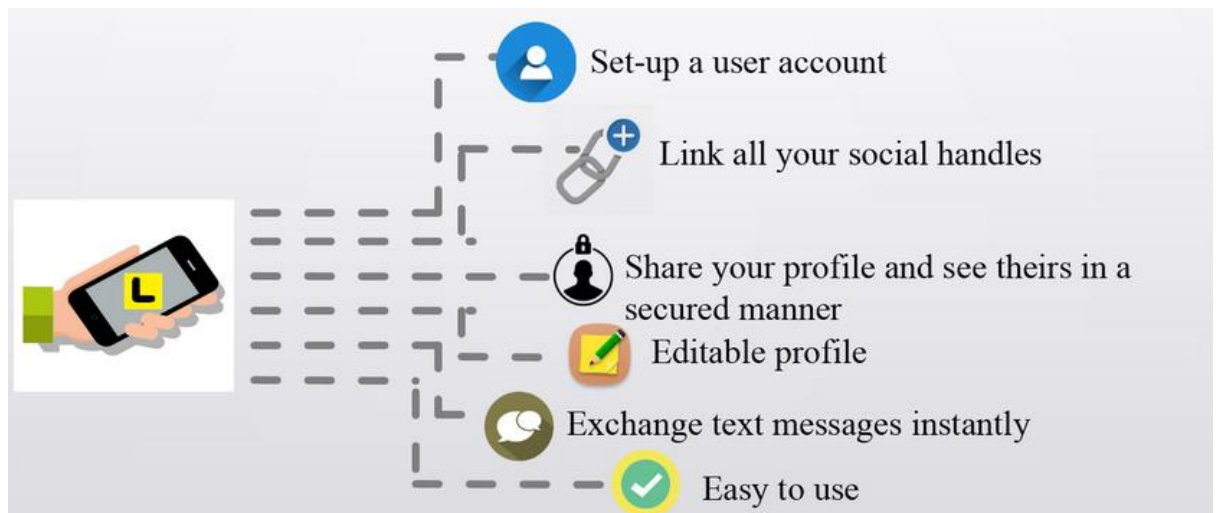 Set-up a user account
Link all your social handles
L
Share your profile and see theirs in a
secured manner
Editable profile
Exchange text messages instantly
Easy to use